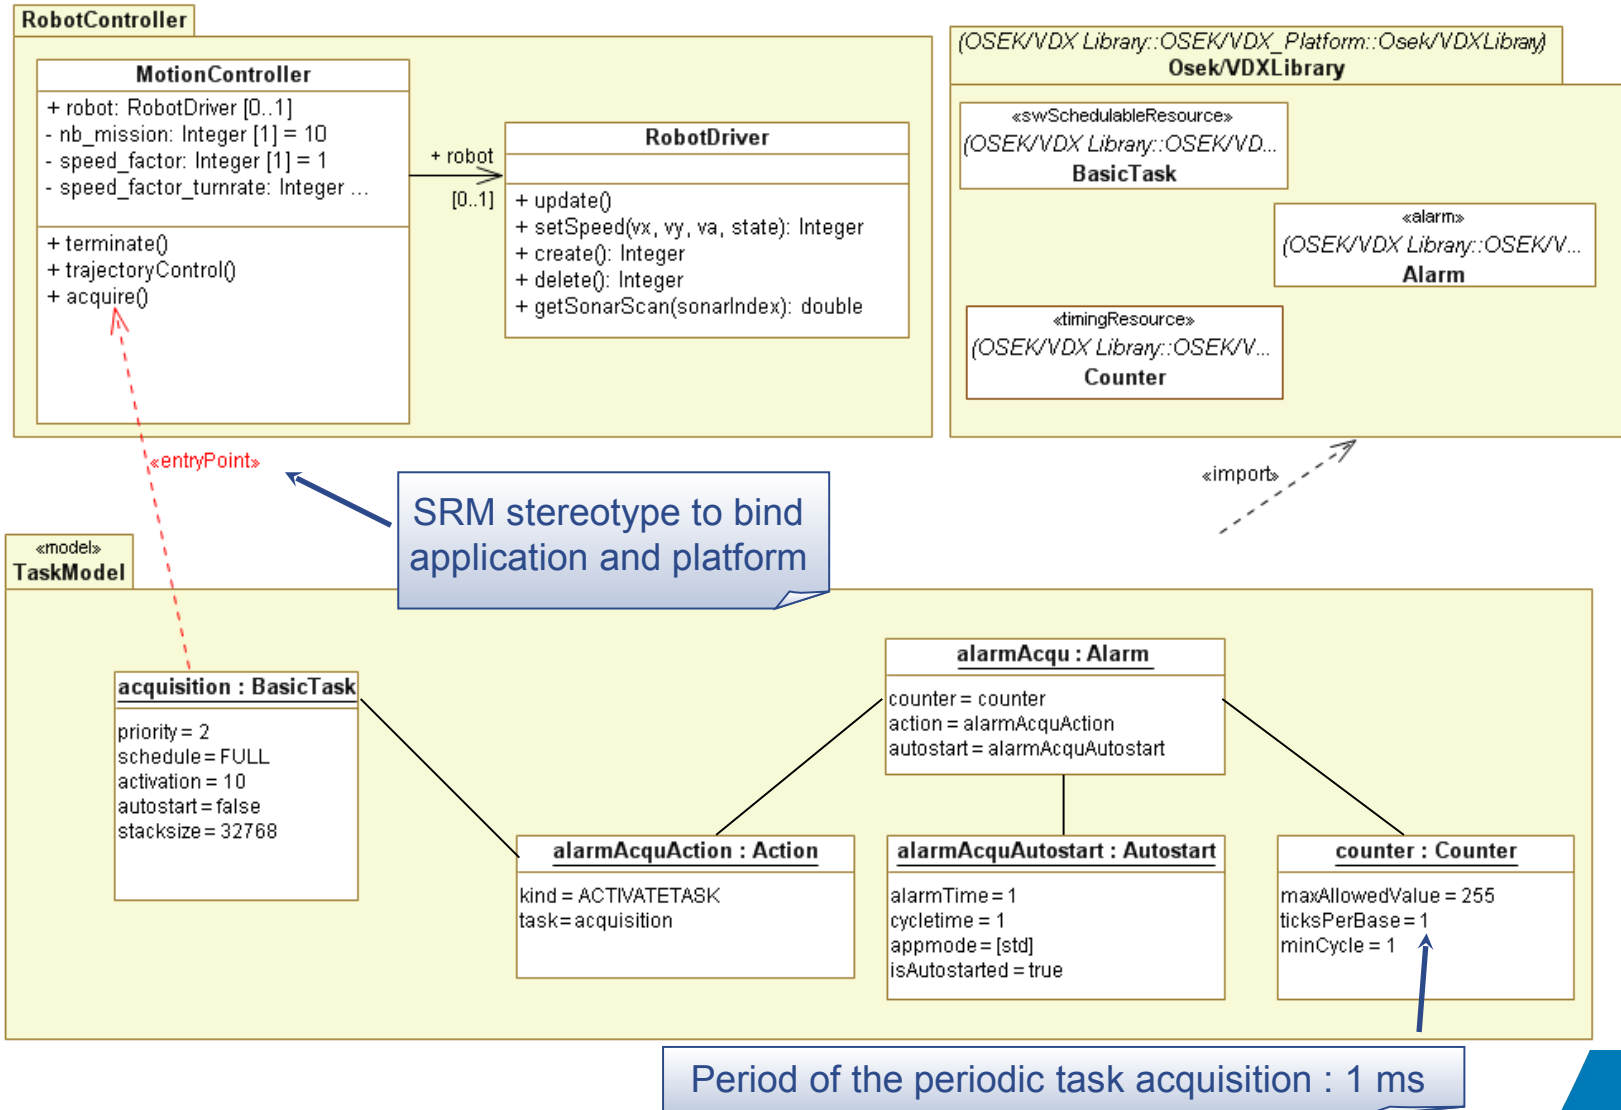 RobotController
MotionController
+ robot: RobotDriver [0..1]
- nb_mission: Integer [1] = 10
- speed_factor: Integer [1] = 1
- speed_factor_turnrate: Integer ...
+ terminate()
+ trajectoryControl()
+ acquire()
+ robot
[0..1]
RobotDriver
+ update()
+ setSpeed(vx, vy, va, state): Integer
+ create(): Integer
+ delete(): Integer
+ getSonarScan(sonarIndex): double
(OSEK/VDX Library::OSEK/VDX_Platform::Osek/VDXLibrary)
Osek/VDXLibrary
«swSchedulableResource»
(OSEK/VDX Library::OSEK/VD...
BasicTask
«alarm»
(OSEK/VDX Library::OSEK/V...
Alarm
«timingResource»
(OSEK/VDX Library::OSEK/V...
Counter
«entryPoint»
SRM stereotype to bind
application and platform
«import»
«model»
TaskModel
acquisition : BasicTask
priority = 2
schedule = FULL
activation = 10
autostart = false
stacksize = 32768
alarmAcqu : Alarm
counter = counter
action = alarmAcquAction
autostart = alarmAcquAutostart
alarmAcquAction : Action
kind = ACTIVATETASK
task=acquisition
alarmAcquAutostart : Autostart
alarmTime = 1
cycletime = 1
appmode = [std]
isAutostarted = true
counter : Counter
maxAllowedValue = 255
ticksPerBase = 1
minCycle = 1
Period of the periodic task acquisition : 1 ms